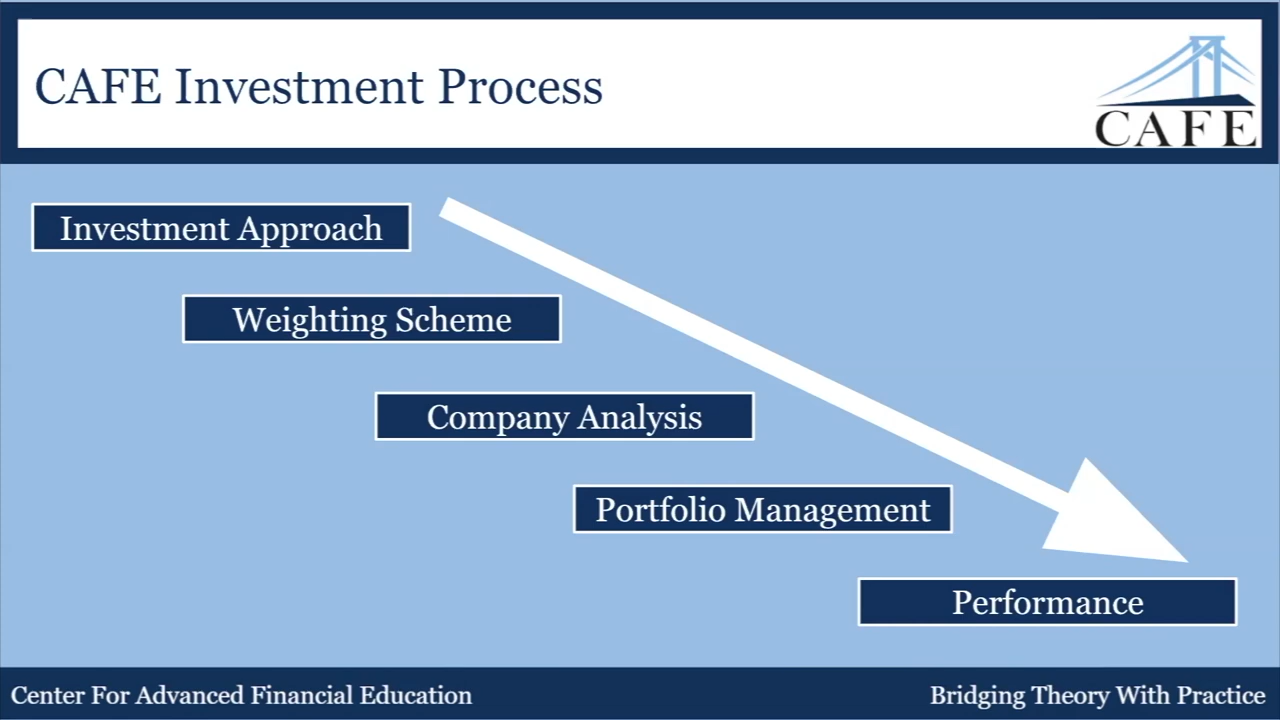 CAFE Investment Process
CAFE
Investment Approach
Weighting Scheme
Company Analysis
Portfolio Management
Performance
Center For Advanced Financial Education
Bridging Theory With Practice